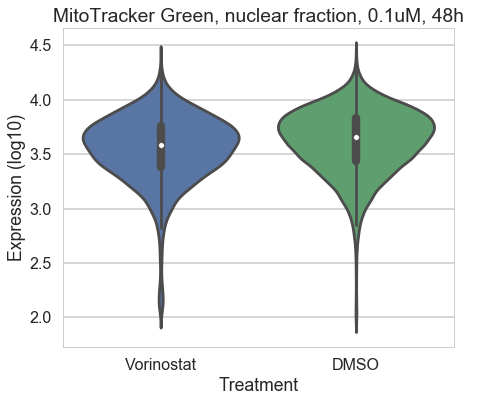 MitoTracker Green, nuclear fraction, 0.1uM, 48h
4.5
4.0
3.5
3.0
2.5
2.0
Expression (log10)
Vorinostat DMSO
Treatment